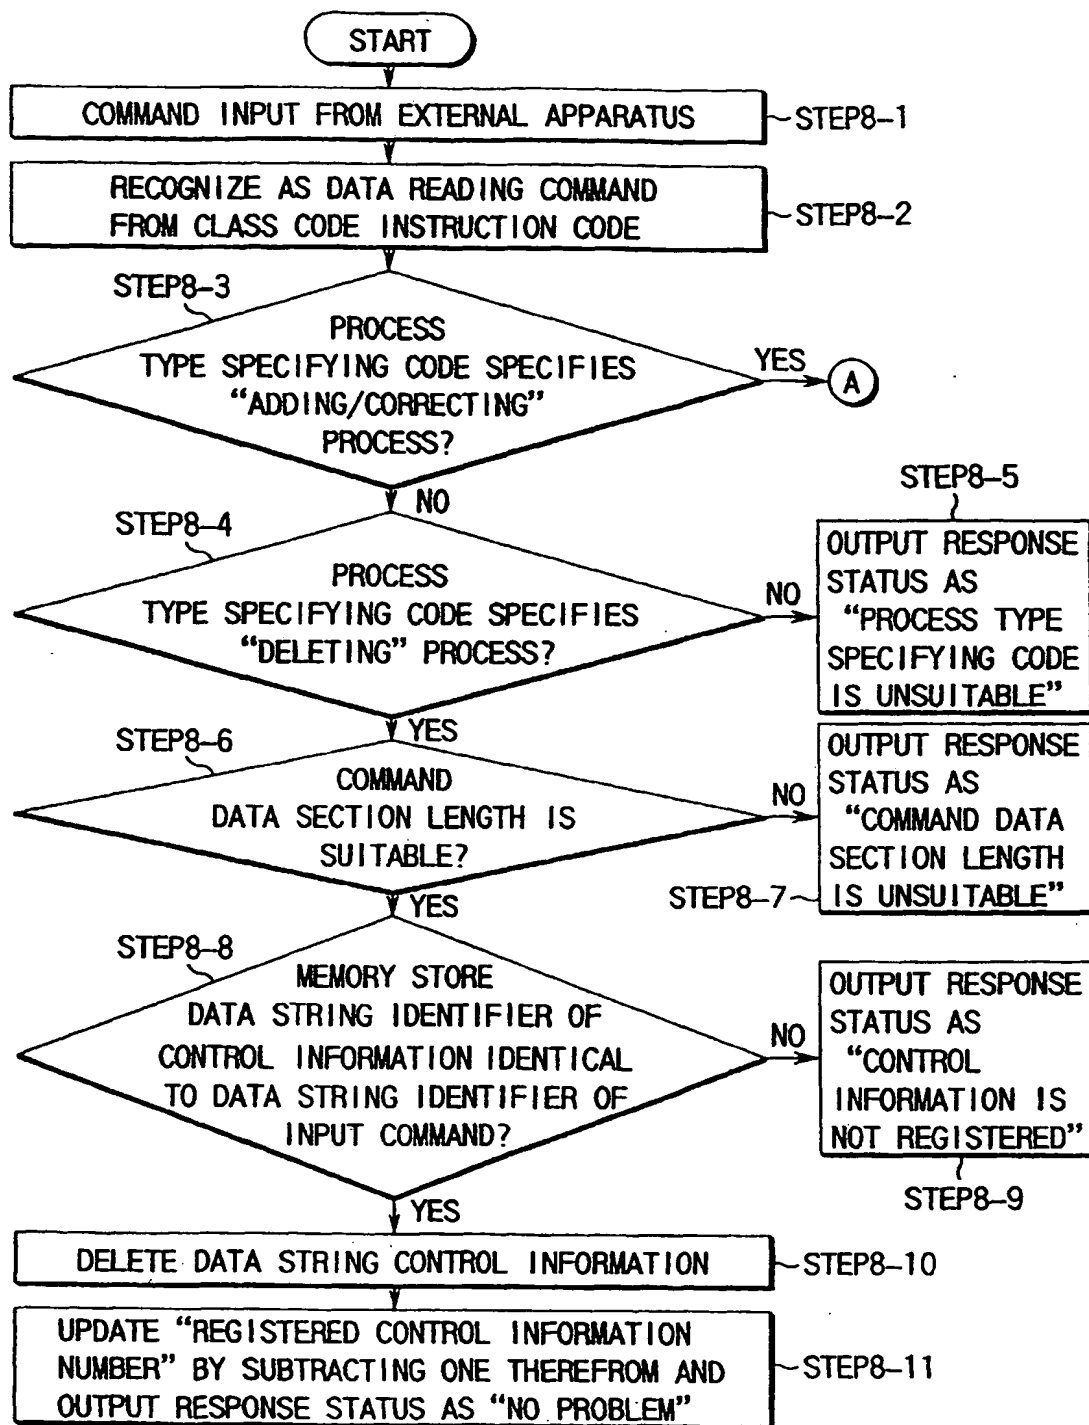 START
COMMAND INPUT FROM EXTERNAL APPARATUS
STEP8-1
RECOGNIZE AS DATA READING COMMAND
FROM CLASS CODE INSTRUCTION CODE
STEP8-2
STEP8-3
PROCESS
TYPE SPECIFYING CODE SPECIFIES
"ADDING/CORRECTING"
PROCESS?
YES
A
NO
STEP8-4
PROCESS
TYPE SPECIFYING CODE SPECIFIES
"DELETING" PROCESS?
NO
STEP8-5
OUTPUT RESPONSE
STATUS AS
"PROCESS TYPE
SPECIFYING CODE
IS UNSUITABLE"
YES
STEP8-6
COMMAND
DATA SECTION LENGTH IS
SUITABLE?
NO
OUTPUT RESPONSE
STATUS AS
"COMMAND DATA
SECTION LENGTH
IS UNSUITABLE"
STEP8-7
YES
STEP8-8
MEMORY STORE
DATA STRING IDENTIFIER OF
CONTROL INFORMATION IDENTICAL
TO DATA STRING IDENTIFIER OF
INPUT COMMAND?
NO
OUTPUT RESPONSE
STATUS AS
"CONTROL
INFORMATION IS
NOT REGISTERED"
STEP8-9
YES
DELETE DATA STRING CONTROL INFORMATION
STEP8-10
UPDATE "REGISTERED CONTROL INFORMATION
NUMBER" BY SUBTRACTING ONE THEREFROM AND
OUTPUT RESPONSE STATUS AS "NO PROBLEM"
STEP8-11